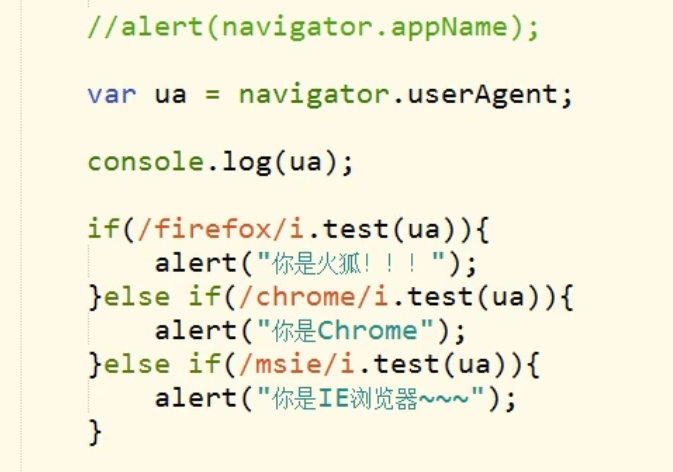 //alert(navigator.appName);
var ua = navigator.userAgent;
console.log(ua);
if(/firefox/i.test(ua)){
alert("你是火狐！！！");
}else if(/chrome/i.test(ua)){
alert("你是Chrome");
}else if(/msie/i.test(ua)){
alert("你是IE浏览器~~~");
}